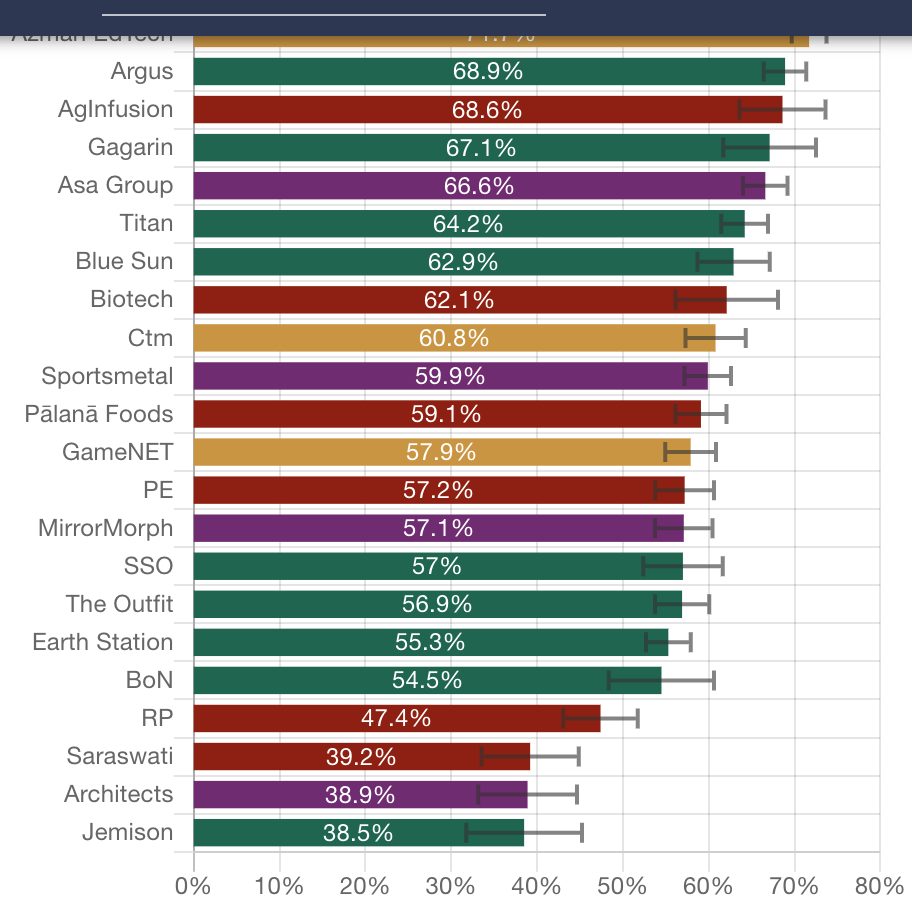 Azmari EdTech 71.7%
Argus 68.9%
AgInfusion 68.6%
Gagarin 67.1%
Asa Group 66.6%
Titan 64.2%
Blue Sun 62.9%
Biotech 62.1%
Ctm 60.8%
Sportsmetal 59.9%
Pālanā Foods 59.1%
GameNET 57.9%
PE 57.2%
MirrorMorph 57.1%
SSO 57%
The Outfit 56.9%
Earth Station 55.3%
BoN 54.5%
RP 47.4%
Saraswati 39.2%
Architects 38.9%
Jemison 38.5%
0% 10% 20% 30% 40% 50% 60% 70% 80%